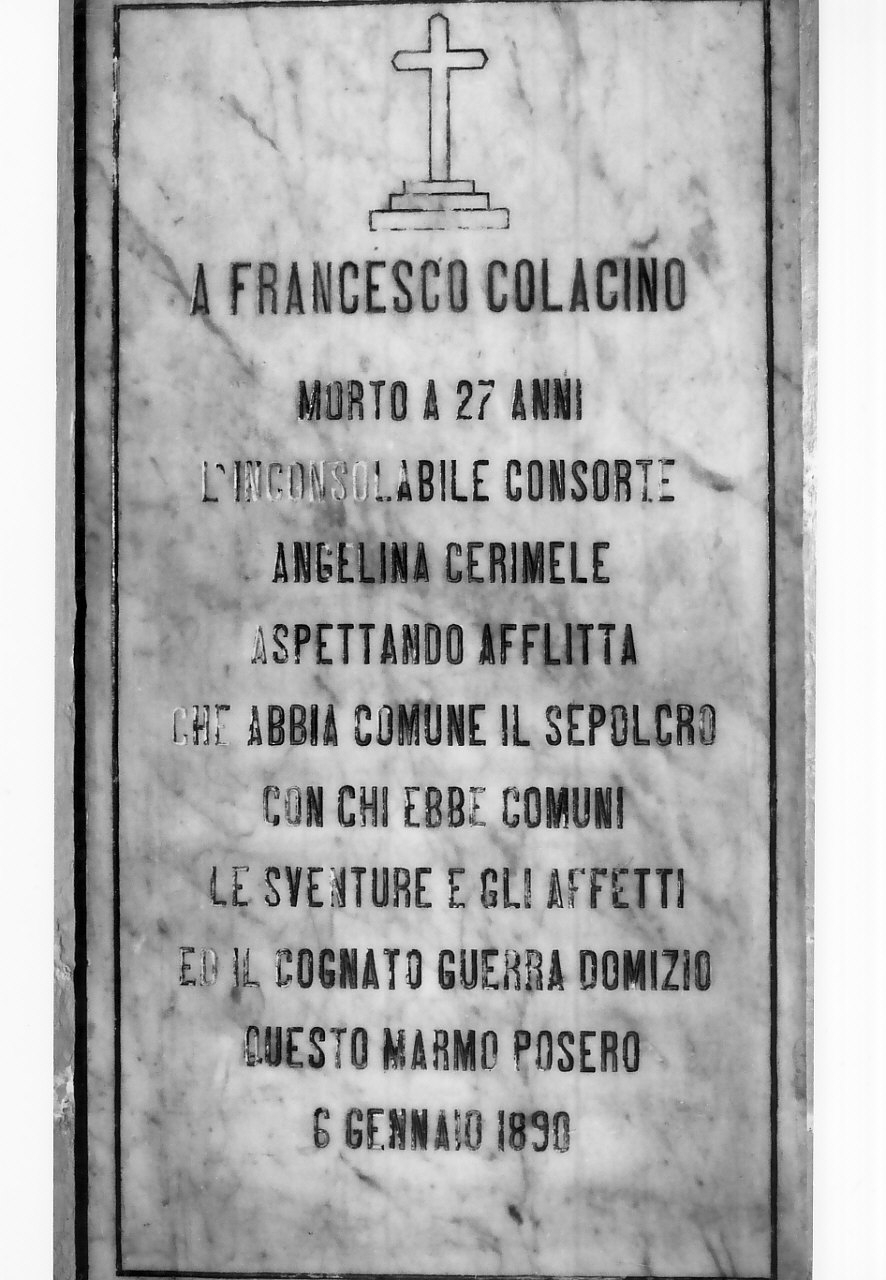 A FRANCESCO COLACINO
MORTO A 27 ANNI
L'INCONSOLABILE CONSORTE
ANGELINA CERIMELE
ASPETTANDO AFFLITTA
CHE ABBIA COMUNE IL SEPOLCRO
CON CHI EBBE COMUNI
LE SVENTURE E GLI AFFETTI
ED IL COGNATO GUERRA DOMIZIO
QUESTO MARMO POSERO
6 GENNAIO 1890